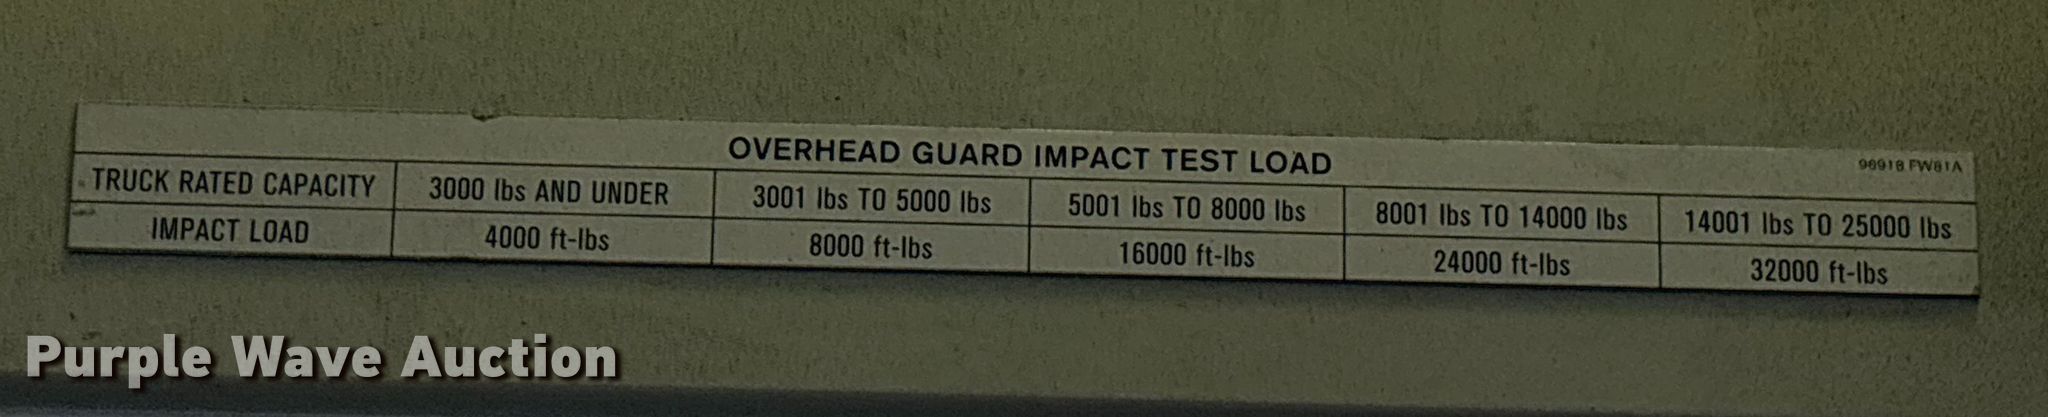 OVERHEAD GUARD IMPACT TEST LOAD
98918 FW81A
TRUCK RATED CAPACITY 3000 lbs AND UNDER 3001 lbs TO 5000 lbs 5001 lbs TO 8000 lbs 8001 lbs TO 14000 lbs 14001 lbs TO 25000 lbs
IMPACT LOAD 4000 ft-lbs 8000 ft-lbs 16000 ft-lbs 24000 ft-lbs 32000 ft-lbs
Purple Wave Auction